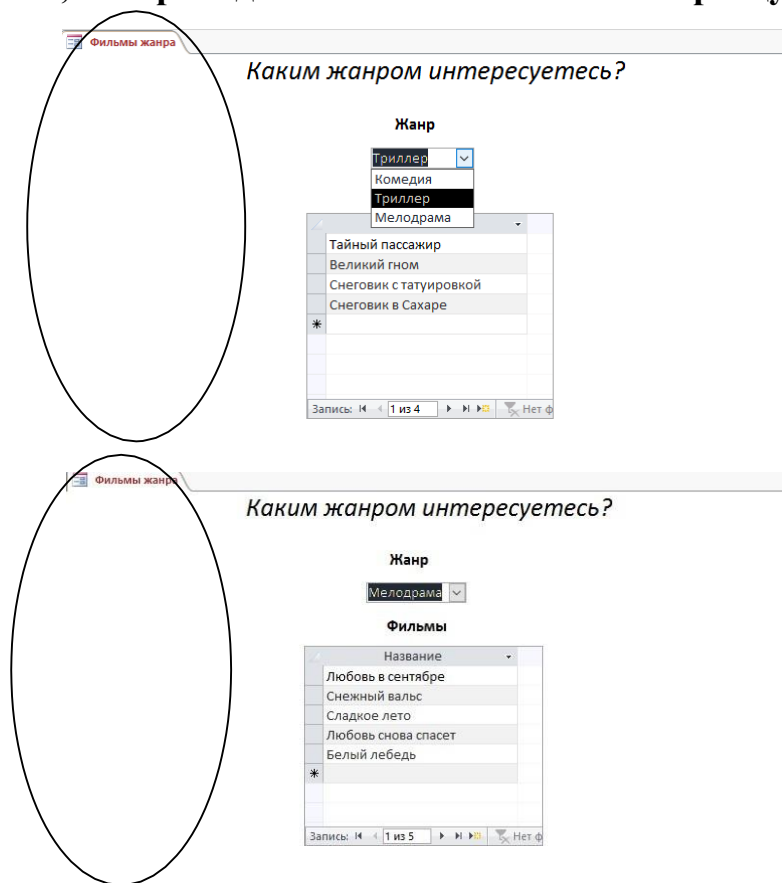 Фильмы жанра
Каким жанром интересуетесь?
Жанр
Триллер
Комедия
Триллер
Мелодрама
Тайный пассажир
Великий гном
Снеговик с татуировкой
Снеговик в Сахаре
Запись: 1 из 4 Нет ф
Фильмы жанра
Каким жанром интересуетесь?
Жанр
Мелодрама
Фильмы
Название
Любовь в сентябре
Снежный вальс
Сладкое лето
Любовь снова спасет
Белый лебедь
Запись: 1 из 5 Нет ф